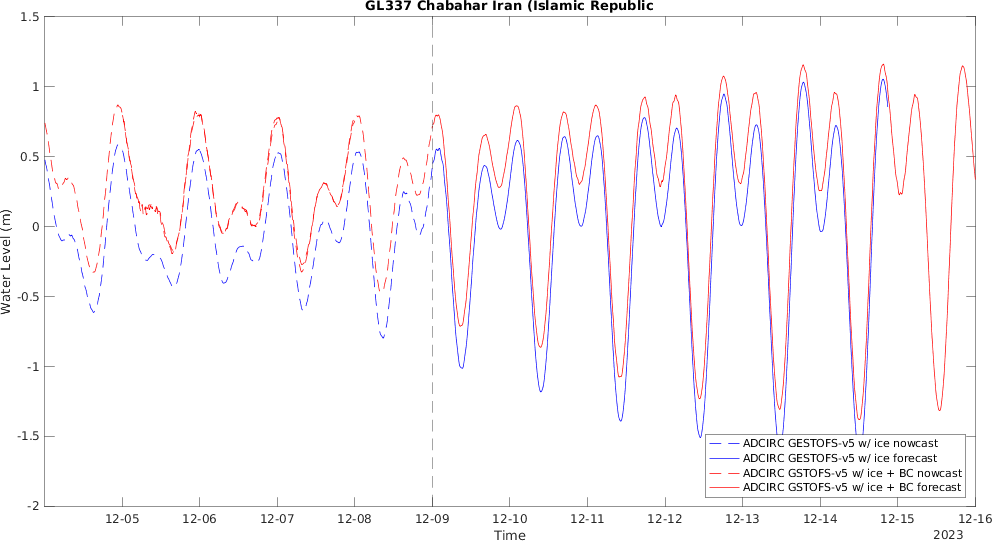 GL337 Chabahar Iran (Islamic Republic
1.5
1
0.5
0
-0.5
-1
-1.5
-2
Water Level (m)
ADCIRC GESTOFS-v5 w/ ice nowcast
ADCIRC GESTOFS-v5 w/ ice forecast
ADCIRC GSTOFS-v5 w/ ice + BC nowcast
ADCIRC GSTOFS-v5 w/ ice + BC forecast
12-05 12-06 12-07 12-08 12-09 12-10 12-11 12-12 12-13 12-14 12-15 12-16
Time
2023